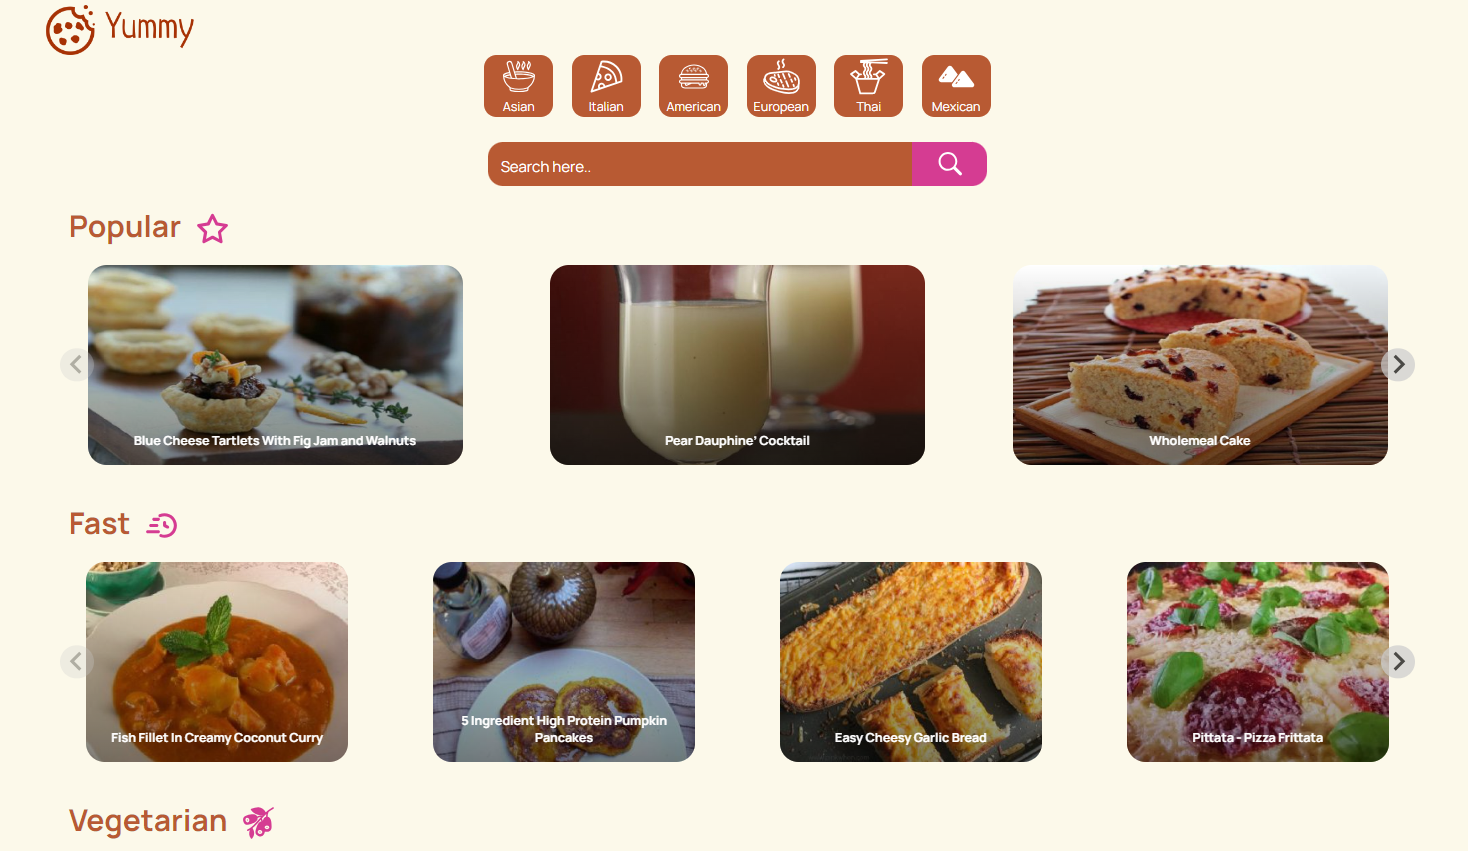 Yummy
Asian
Italian
American
European
Thai
Mexican
Search here..
Popular
Blue Cheese Tartlets With Fig Jam and Walnuts
Pear Dauphine' Cocktail
Wholemeal Cake
Fast
Fish Fillet In Creamy Coconut Curry
5 Ingredient High Protein Pumpkin
Pancakes
Easy Cheesy Garlic Bread
Pittata - Pizza Frittata
Vegetarian